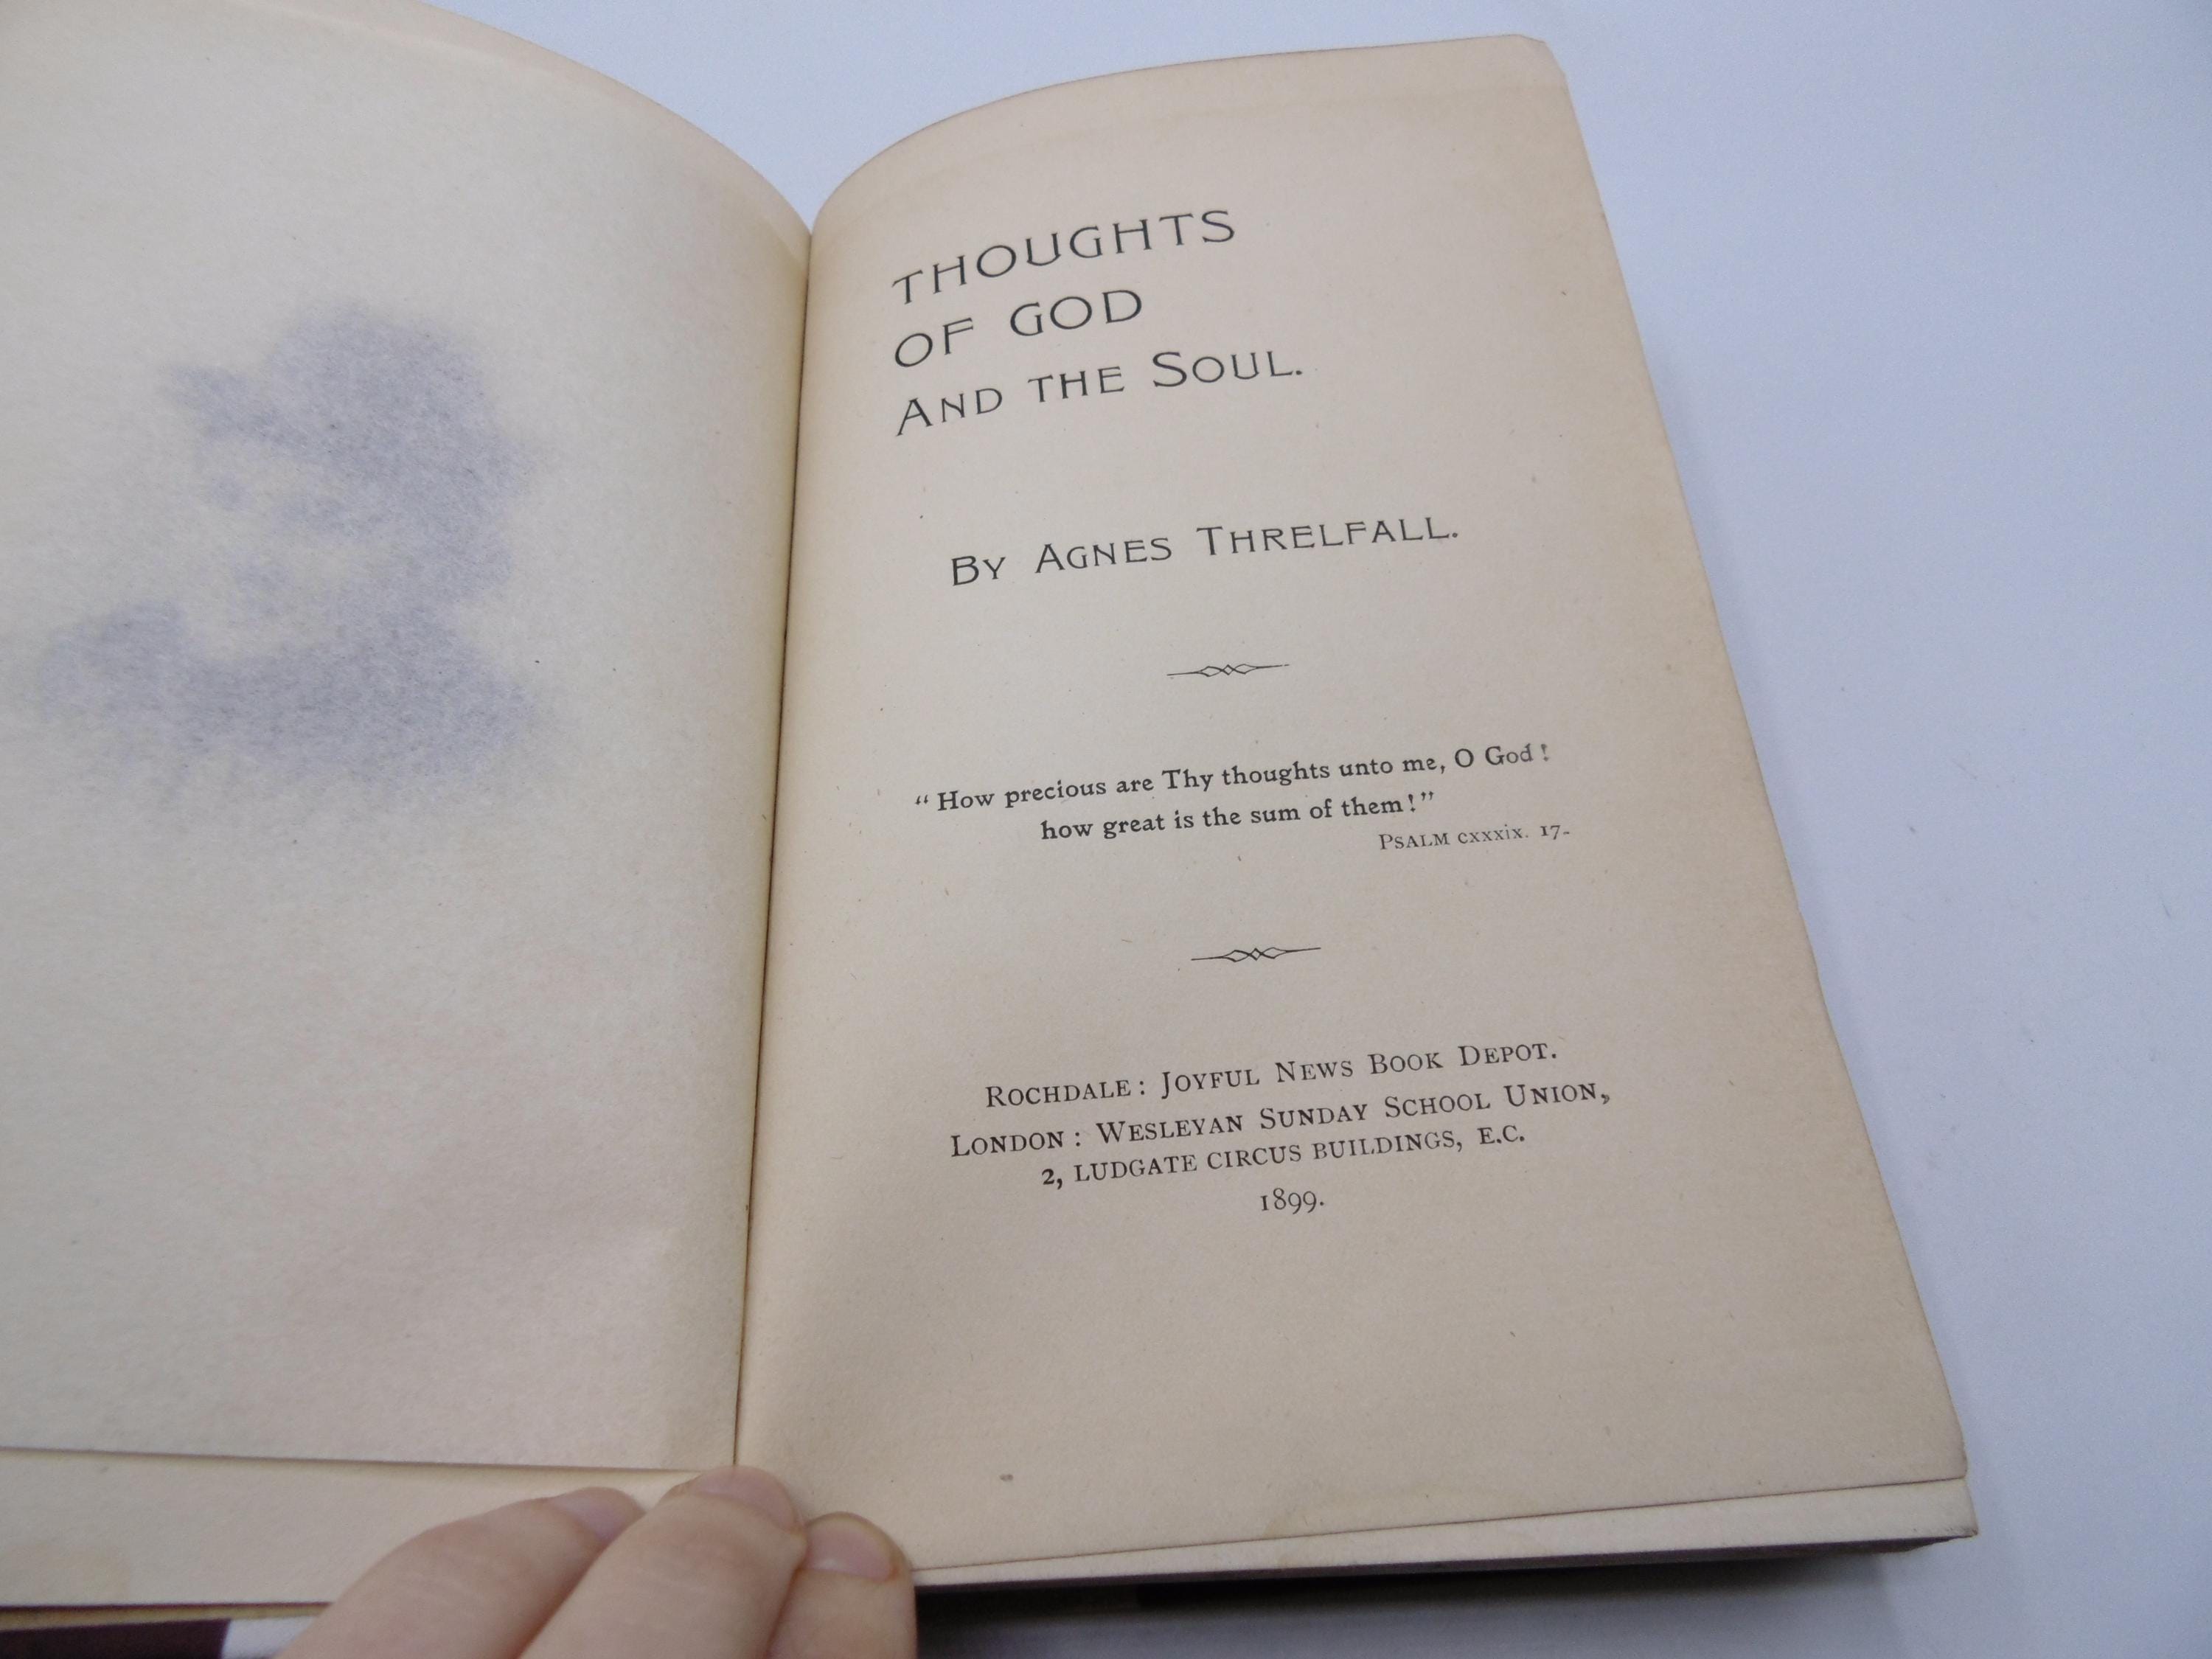 THOUGHTS
OF GOD
AND THE SOUL.
BY AGNES THRELFALL.
“How precious are Thy thoughts unto me, O God!
how great is the sum of them!”
PSALM cxxxix. 17-
ROCHDALE: JOYFUL NEWS BOOK DEPOT.
LONDON: WESLEYAN SUNDAY SCHOOL UNION,
2, LUDGATE CIRCUS BUILDINGS, E.C.
1899.